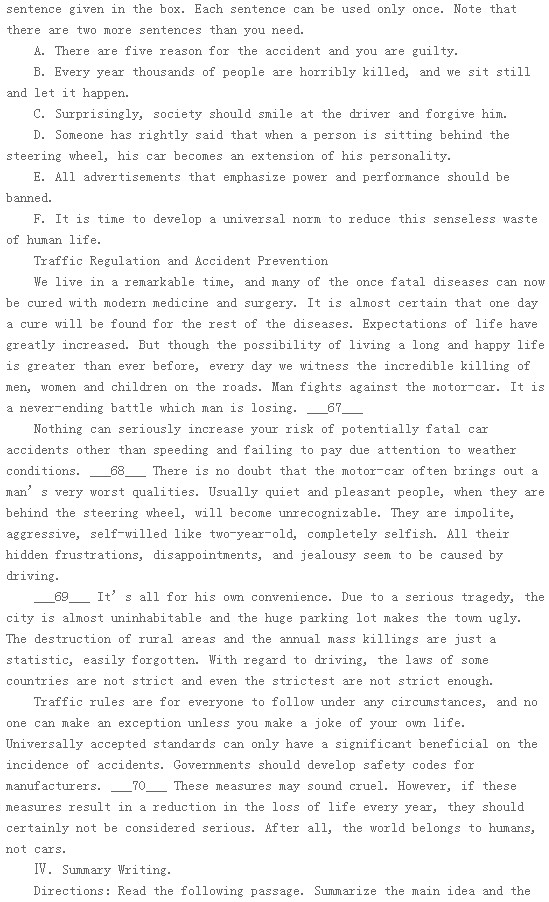 sentence given in the box. Each sentence can be used only once. Note that
there are two more sentences than you need.
A. There are five reason for the accident and you are guilty.
B. Every year thousands of people are horribly killed, and we sit still
and let it happen.
C. Surprisingly, society should smile at the driver and forgive him.
D. Someone has rightly said that when a person is sitting behind the
steering wheel, his car becomes an extension of his personality.
E. All advertisements that emphasize power and performance should be
banned.
F. It is time to develop a universal norm to reduce this senseless waste
of human life.
Traffic Regulation and Accident Prevention
We live in a remarkable time, and many of the once fatal diseases can now
be cured with modern medicine and surgery. It is almost certain that one day
a cure will be found for the rest of the diseases. Expectations of life have
greatly increased. But though the possibility of living a long and happy life
is greater than ever before, every day we witness the incredible killing of
men, women and children on the roads. Man fights against the motor-car. It is
a never-ending battle which man is losing. ___67___
Nothing can seriously increase your risk of potentially fatal car
accidents other than speeding and failing to pay due attention to weather
conditions. ___68___ There is no doubt that the motor-car often brings out a
man's very worst qualities. Usually quiet and pleasant people, when they are
behind the steering wheel, will become unrecognizable. They are impolite,
aggressive, self-willed like two-year-old, completely selfish. All their
hidden frustrations, disappointments, and jealousy seem to be caused by
driving.
___69___ It's all for his own convenience. Due to a serious tragedy, the
city is almost uninhabitable and the huge parking lot makes the town ugly.
The destruction of rural areas and the annual mass killings are just a
statistic, easily forgotten. With regard to driving, the laws of some
countries are not strict and even the strictest are not strict enough.
Traffic rules are for everyone to follow under any circumstances, and no
one can make an exception unless you make a joke of your own life.
Universally accepted standards can only have a significant beneficial on the
incidence of accidents. Governments should develop safety codes for
manufacturers. ___70___ These measures may sound cruel. However, if these
measures result in a reduction in the loss of life every year, they should
certainly not be considered serious. After all, the world belongs to humans,
not cars.
Ⅳ. Summary Writing.
Directions: Read the following passage. Summarize the main idea and the